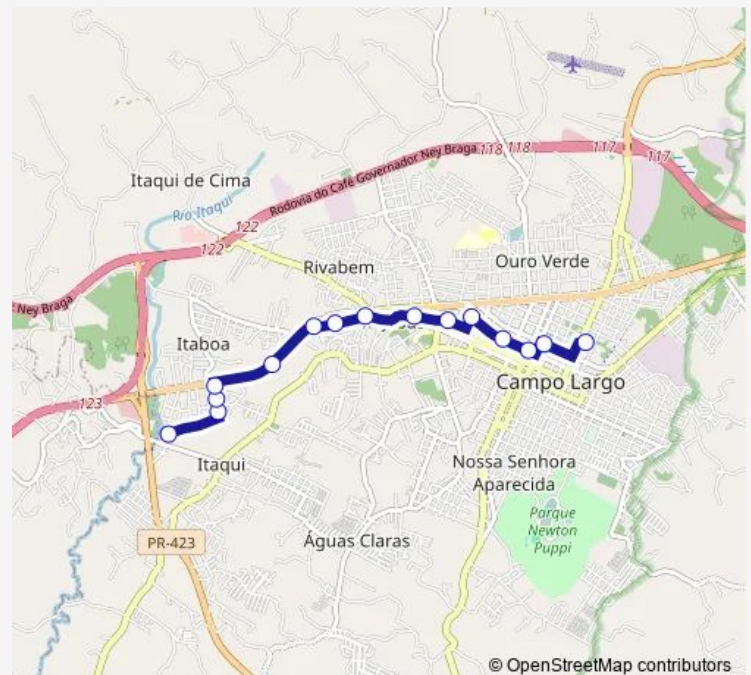 118 118
117
117
Rodovia do Café Governador Ney Braga
Itaqui de Cima
Rio Itaqui
122
122
Ouro Verde
Rivabem
Ney Braga
Itaboa
Campo Largo
123
Itaqui
Nossa Senhora
Aparecida
Parque
Newton
Puppi
Águas Claras
PR-423
© OpenStreetMap contributors